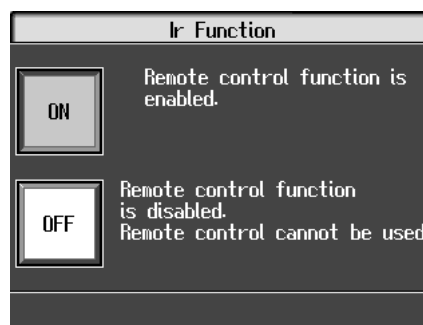 Ir Function
ON
Remote control function is
enabled.
OFF
Remote control function
is disabled.
Remote control cannot be used